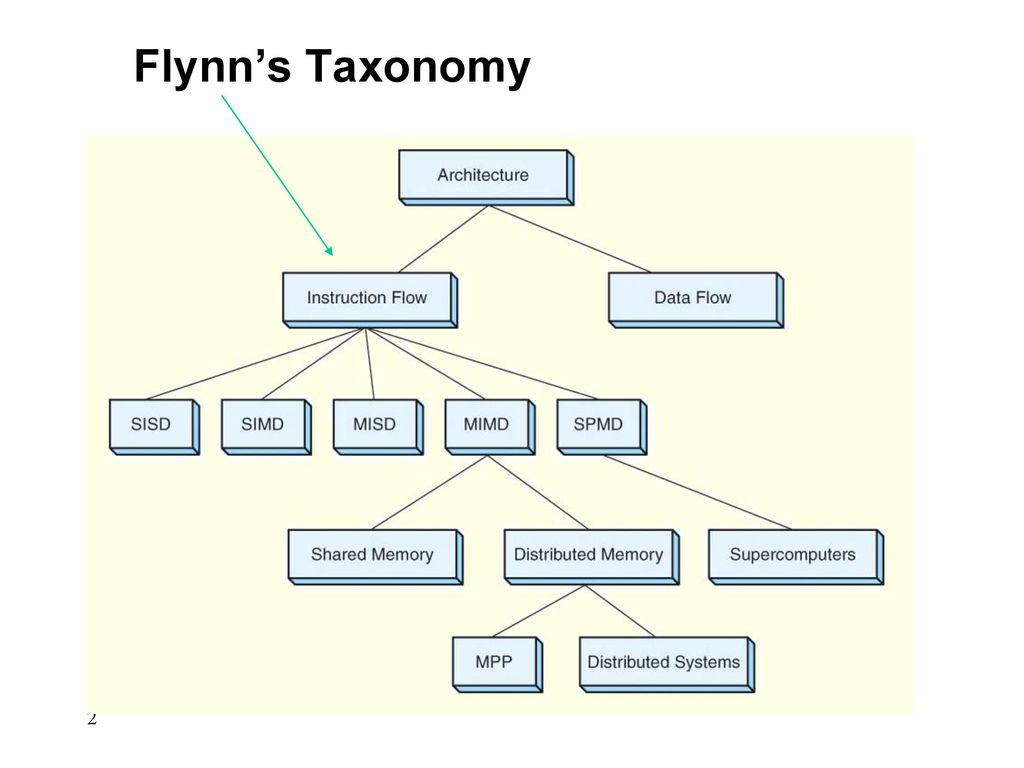 Flynn’s Taxonomy
Architecture
Instruction Flow
Data Flow
SISD
SIMD
MISD
MIMD
SPMD
Shared Memory
Distributed Memory
Supercomputers
MPP
Distributed Systems
2